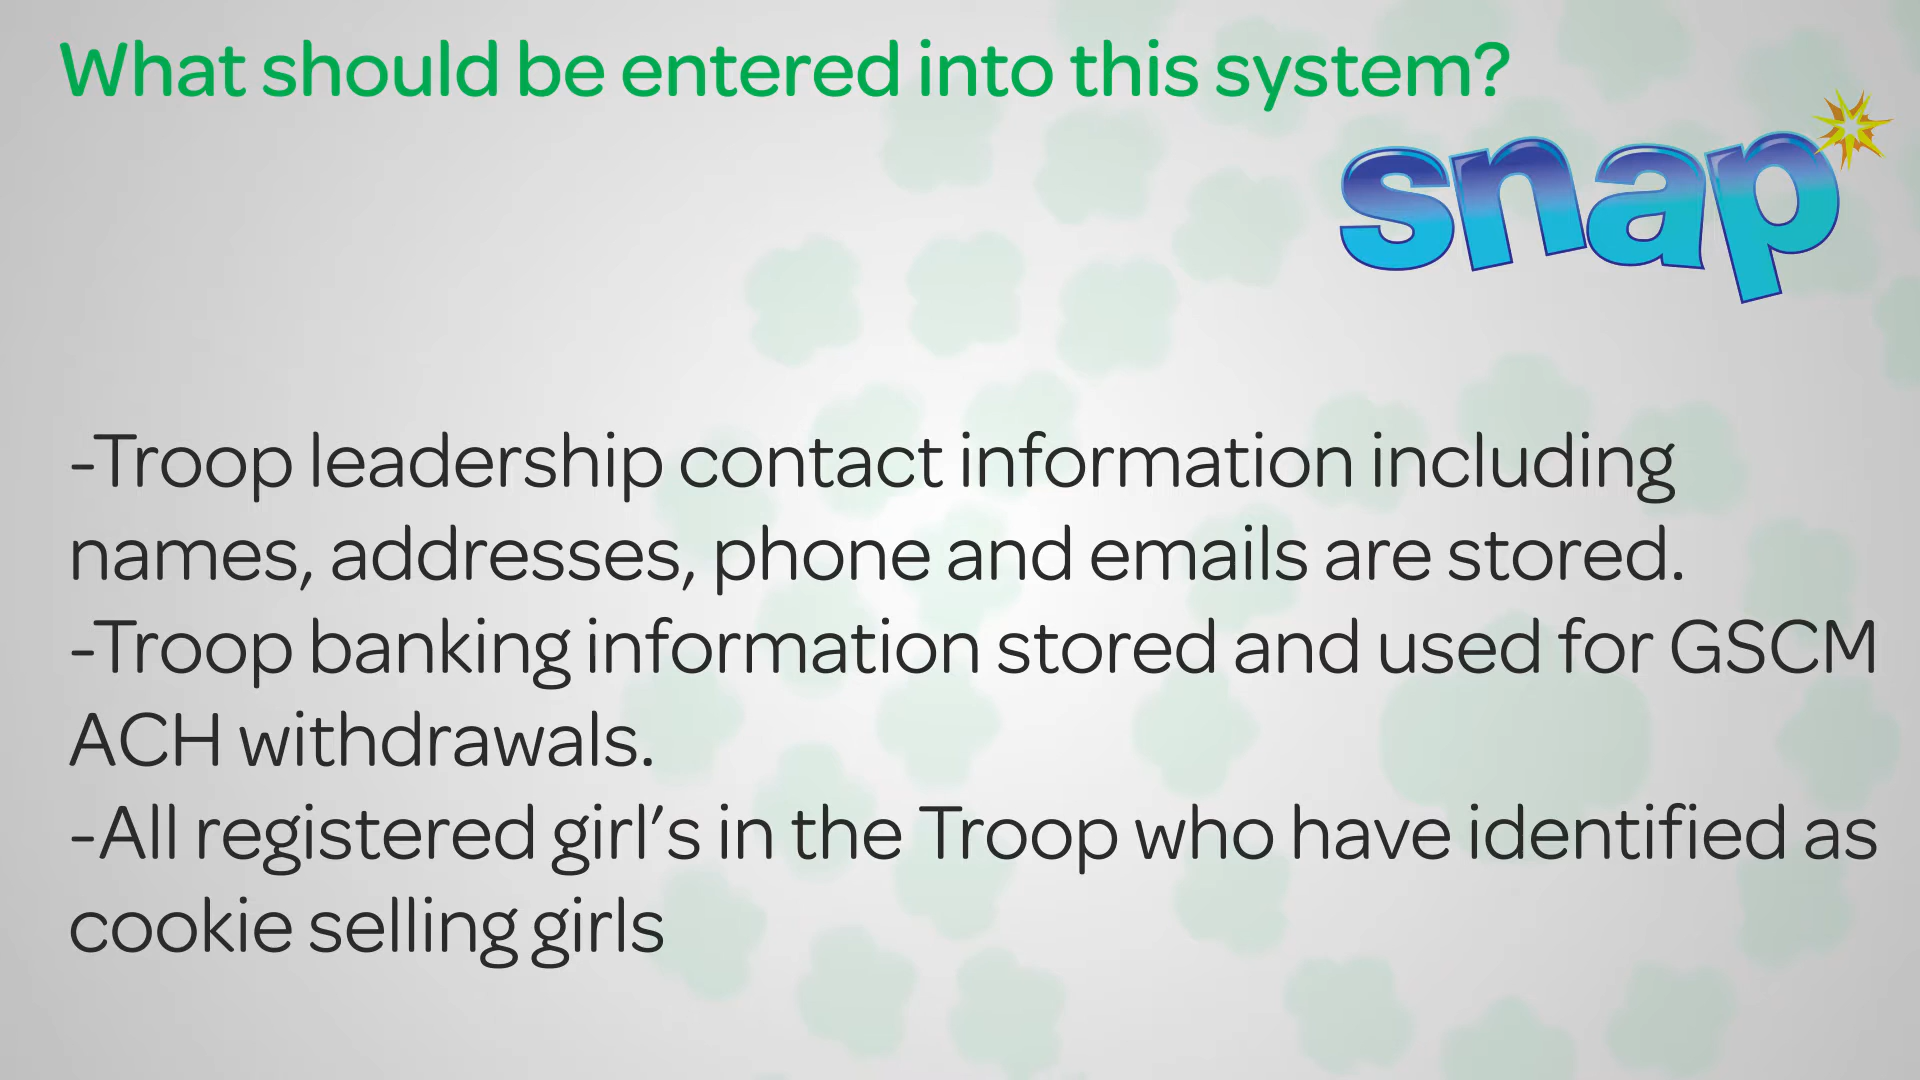 What should be entered into this system?
snap
-Troop leadership contact information including
names, addresses, phone and emails are stored.
-Troop banking information stored and used for GSCM
ACH withdrawals.
-All registered girl’s in the Troop who have identified as
cookie selling girls